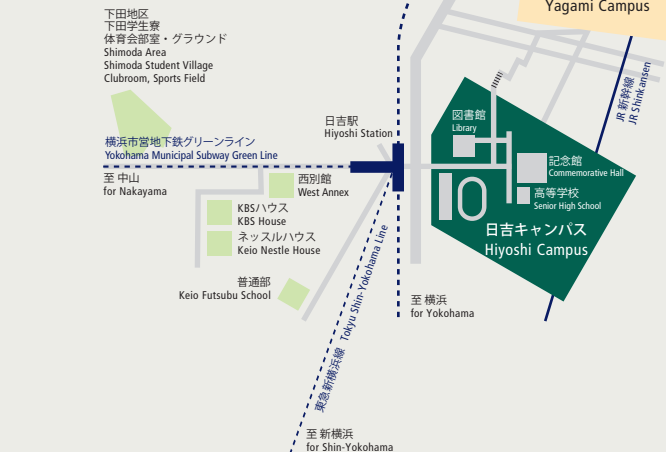 Yagami Campus
下田地区
下田学生寮
体育会部室・グラウンド
Shimoda Area
Shimoda Student Village
Clubroom, Sports Field
JR 新幹線
JR Shinkansen
日吉駅
Hiyoshi Station
図書館
Library
横浜市営地下鉄グリーンライン
Yokohama Municipal Subway Green Line
至 中山
for Nakayama
西別館
West Annex
記念館
Commemorative Hall
高等学校
Senior High School
KBSハウス
KBS House
ネッスルハウス
Keio Nestle House
日吉キャンパス
Hiyoshi Campus
普通部
Keio Futsubu School
至 横浜
for Yokohama
東急新横浜線 Tokyu Shin-Yokohama Line
至 新横浜
for Shin-Yokohama